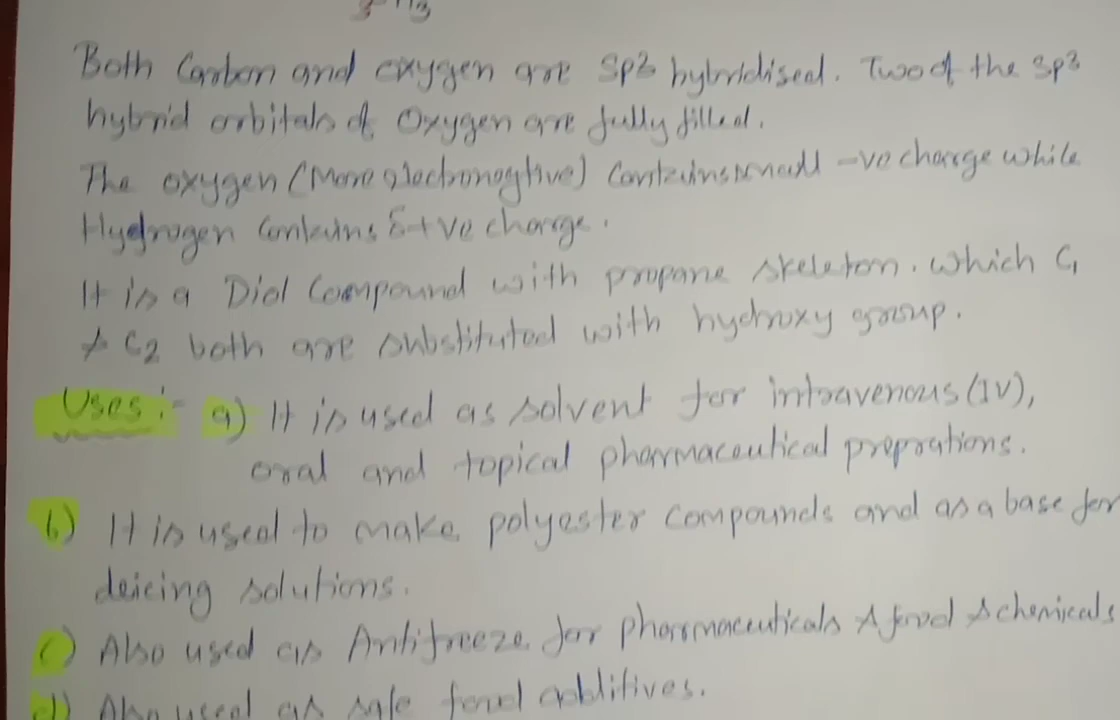 Both Carbon and oxygen are Sp3 hybridised. Two of the Sp3
hybrid orbitals of Oxygen are fully filled.
The oxygen (More electronegtive) Contains small -ve charge while
Hydrogen Contains δ+ve charge.
It is a Diol Compound with propane skeleton. which C1
& C2 both are substituted with hydroxy group.
Uses :- a) It is used as solvent for intravenous (IV),
oral and topical pharmaceutical preprations.
b) It is used to make polyester compounds and as a base for
deicing solutions.
c) Also used as Antifreeze for pharmaceuticals & food & chemicals
d) Also used as safe food additives.